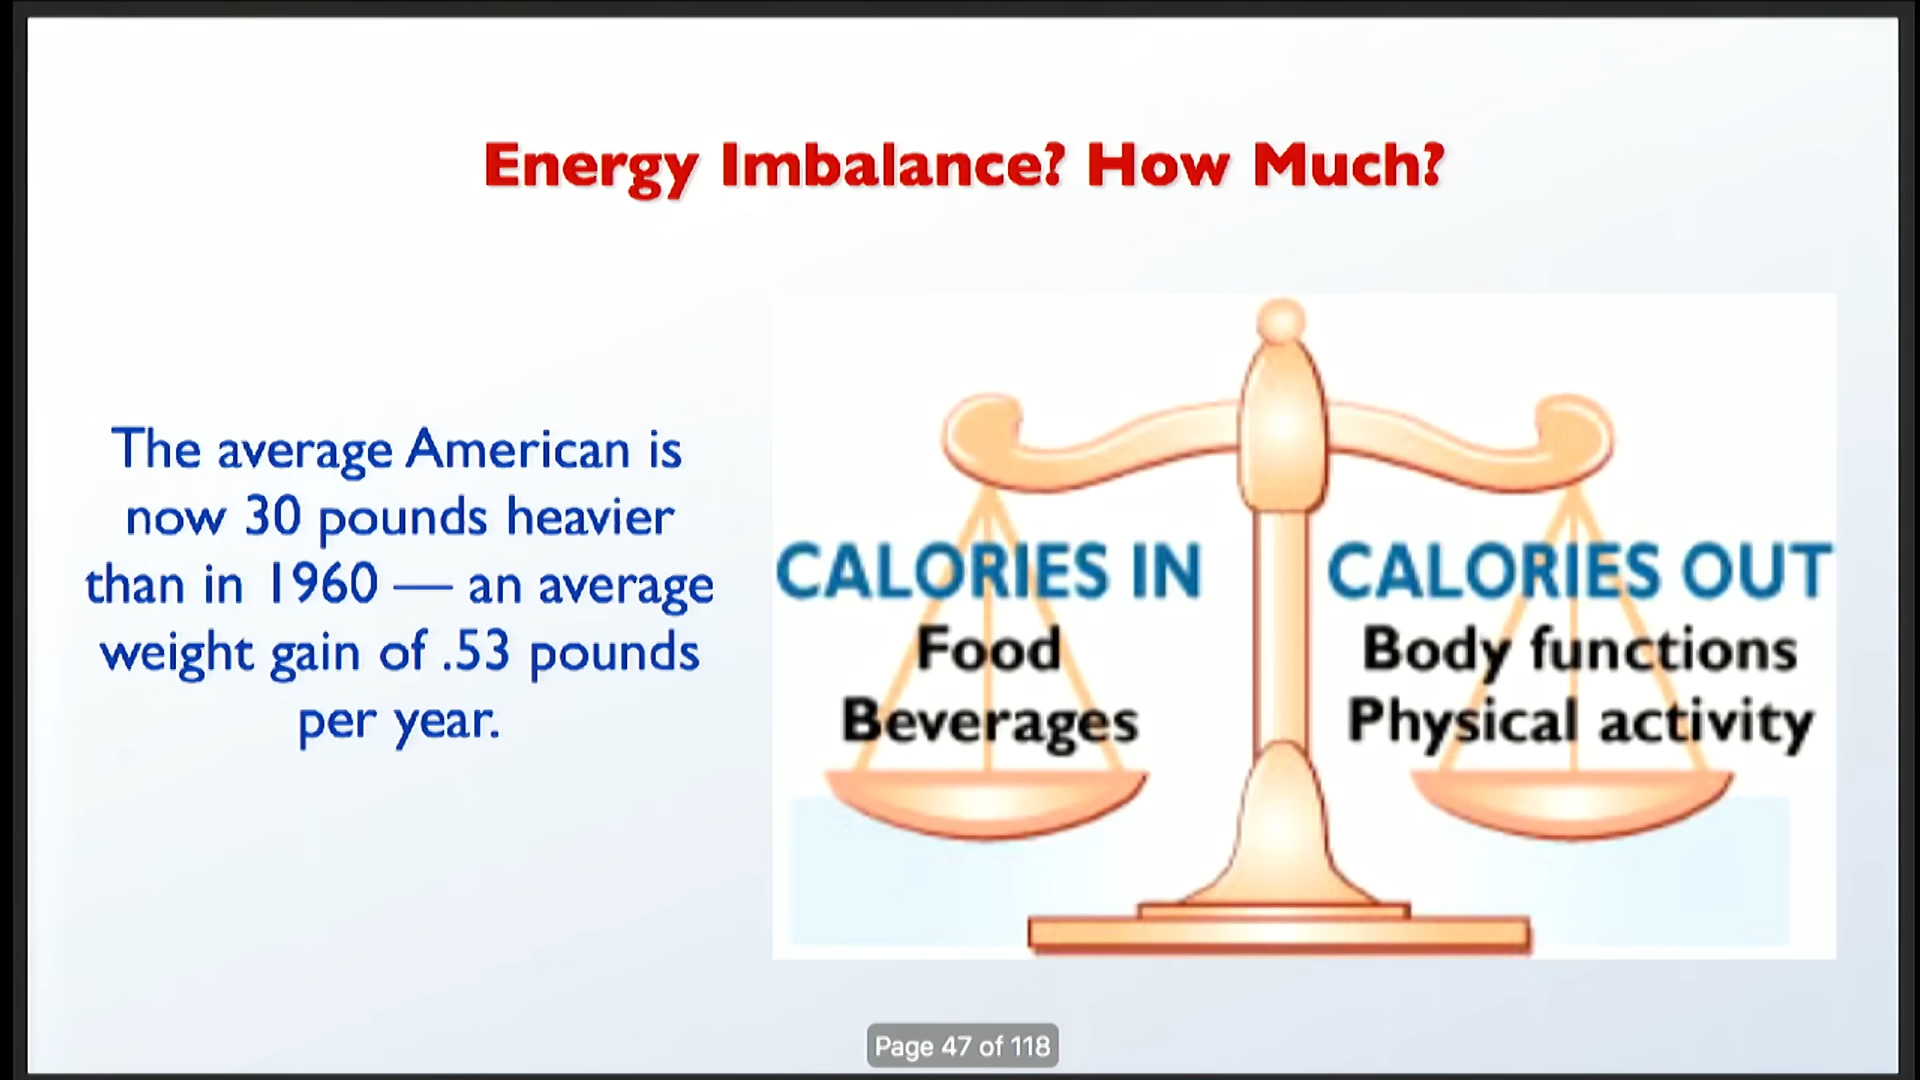 Energy Imbalance? How Much?
The average American is
now 30 pounds heavier
than in 1960 — an average
weight gain of .53 pounds
per year.
CALORIES IN
Food
Beverages
CALORIES OUT
Body functions
Physical activity
Page 47 of 118